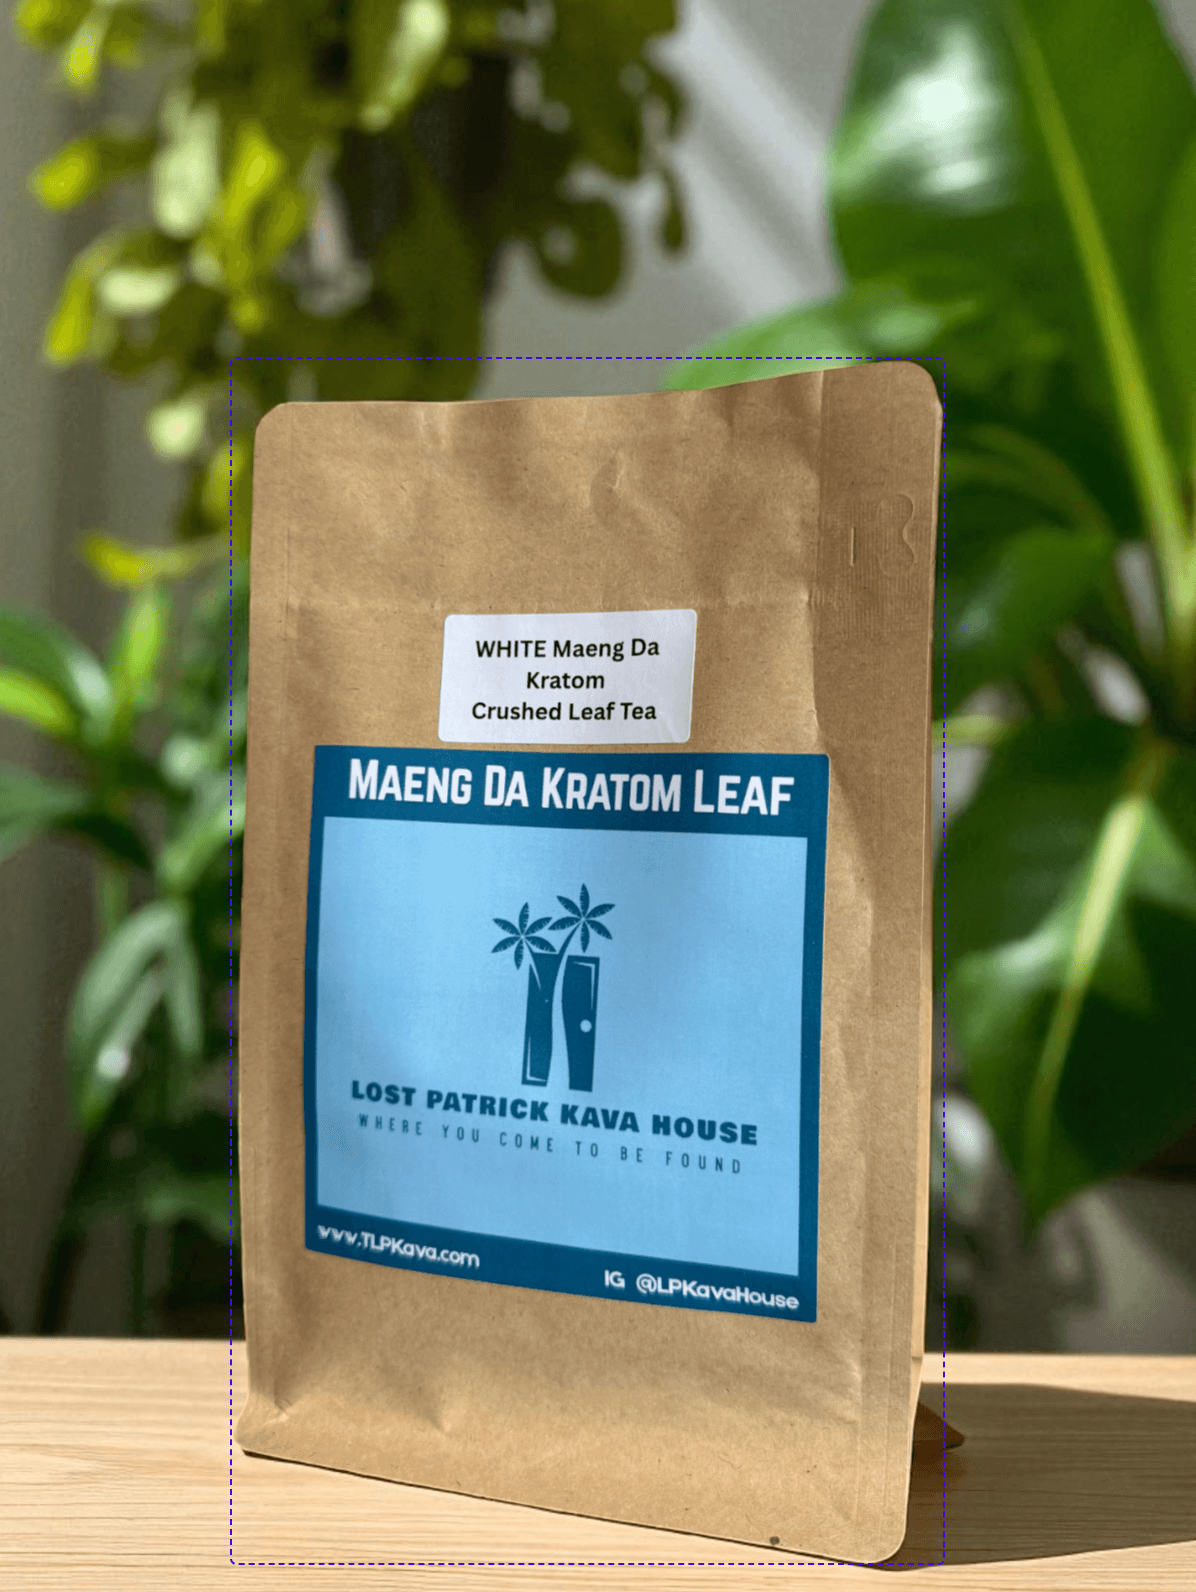 WHITE Maeng Da
Kratom
Crushed Leaf Tea
MAENG DA KRATOM LEAF
LOST PATRICK KAVA HOUSE
WHERE YOU COME TO BE FOUND
www.TLPKava.com
IG @LPKavaHouse